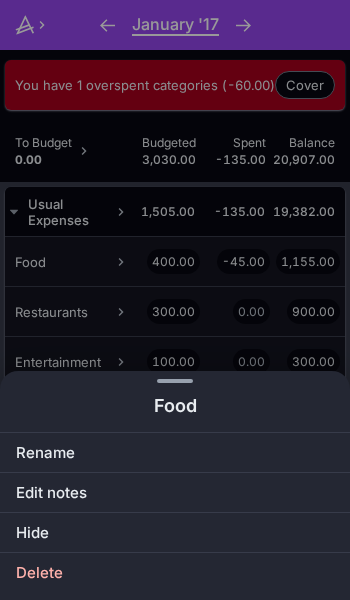 January '17
You have 1 overspent categories (-60.00) Cover
To Budget Budgeted Spent Balance
0.00 3,030.00 -135.00 20,907.00
Usual Expenses 1,505.00 -135.00 19,382.00
Food 400.00 -45.00 1,155.00
Restaurants 300.00 0.00 900.00
Entertainment 100.00 0.00 300.00
Food
Rename
Edit notes
Hide
Delete